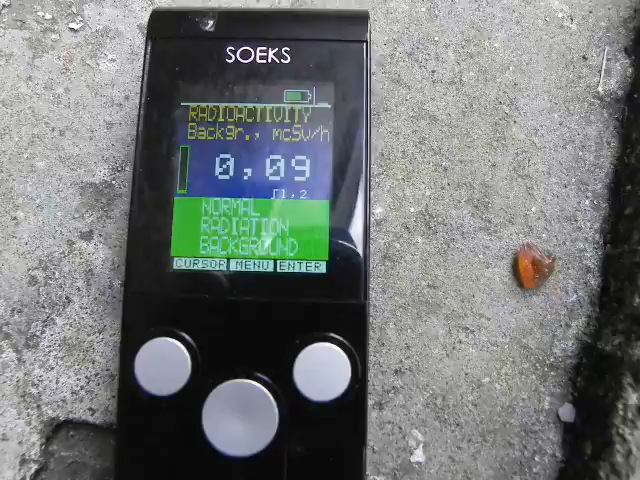 SOEKS
RADIOACTIVITY
Backgr., mcSv/h
0,09
1,2
NORMAL
RADIATION
BACKGROUND
CURSOR MENU ENTER